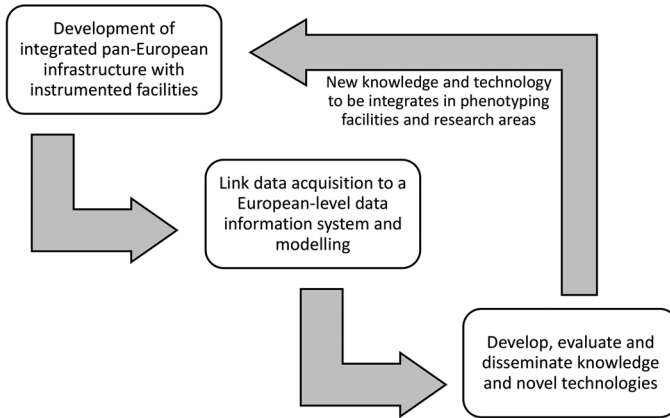 Development of
integrated pan-European
infrastructure with
instrumented facilities
New knowledge and technology
to be integrates in phenotyping
facilities and research areas
Link data acquisition to a
European-level data
information system and
modelling
Develop, evaluate and
disseminate knowledge
and novel technologies